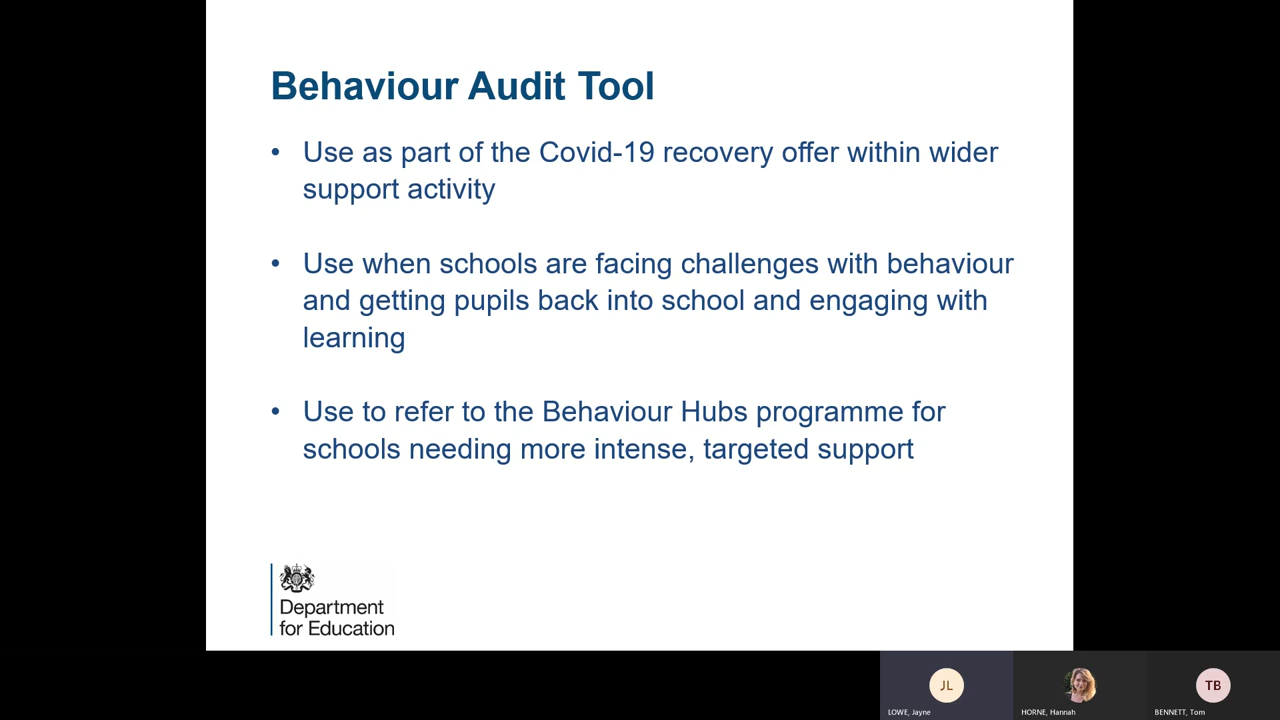 Behaviour Audit Tool
• Use as part of the Covid-19 recovery offer within wider
support activity
• Use when schools are facing challenges with behaviour
and getting pupils back into school and engaging with
learning
• Use to refer to the Behaviour Hubs programme for
schools needing more intense, targeted support
Department
for Education
JL
TB
LOWE, Jayne
HORNE, Hannah
BENNETT, Tom